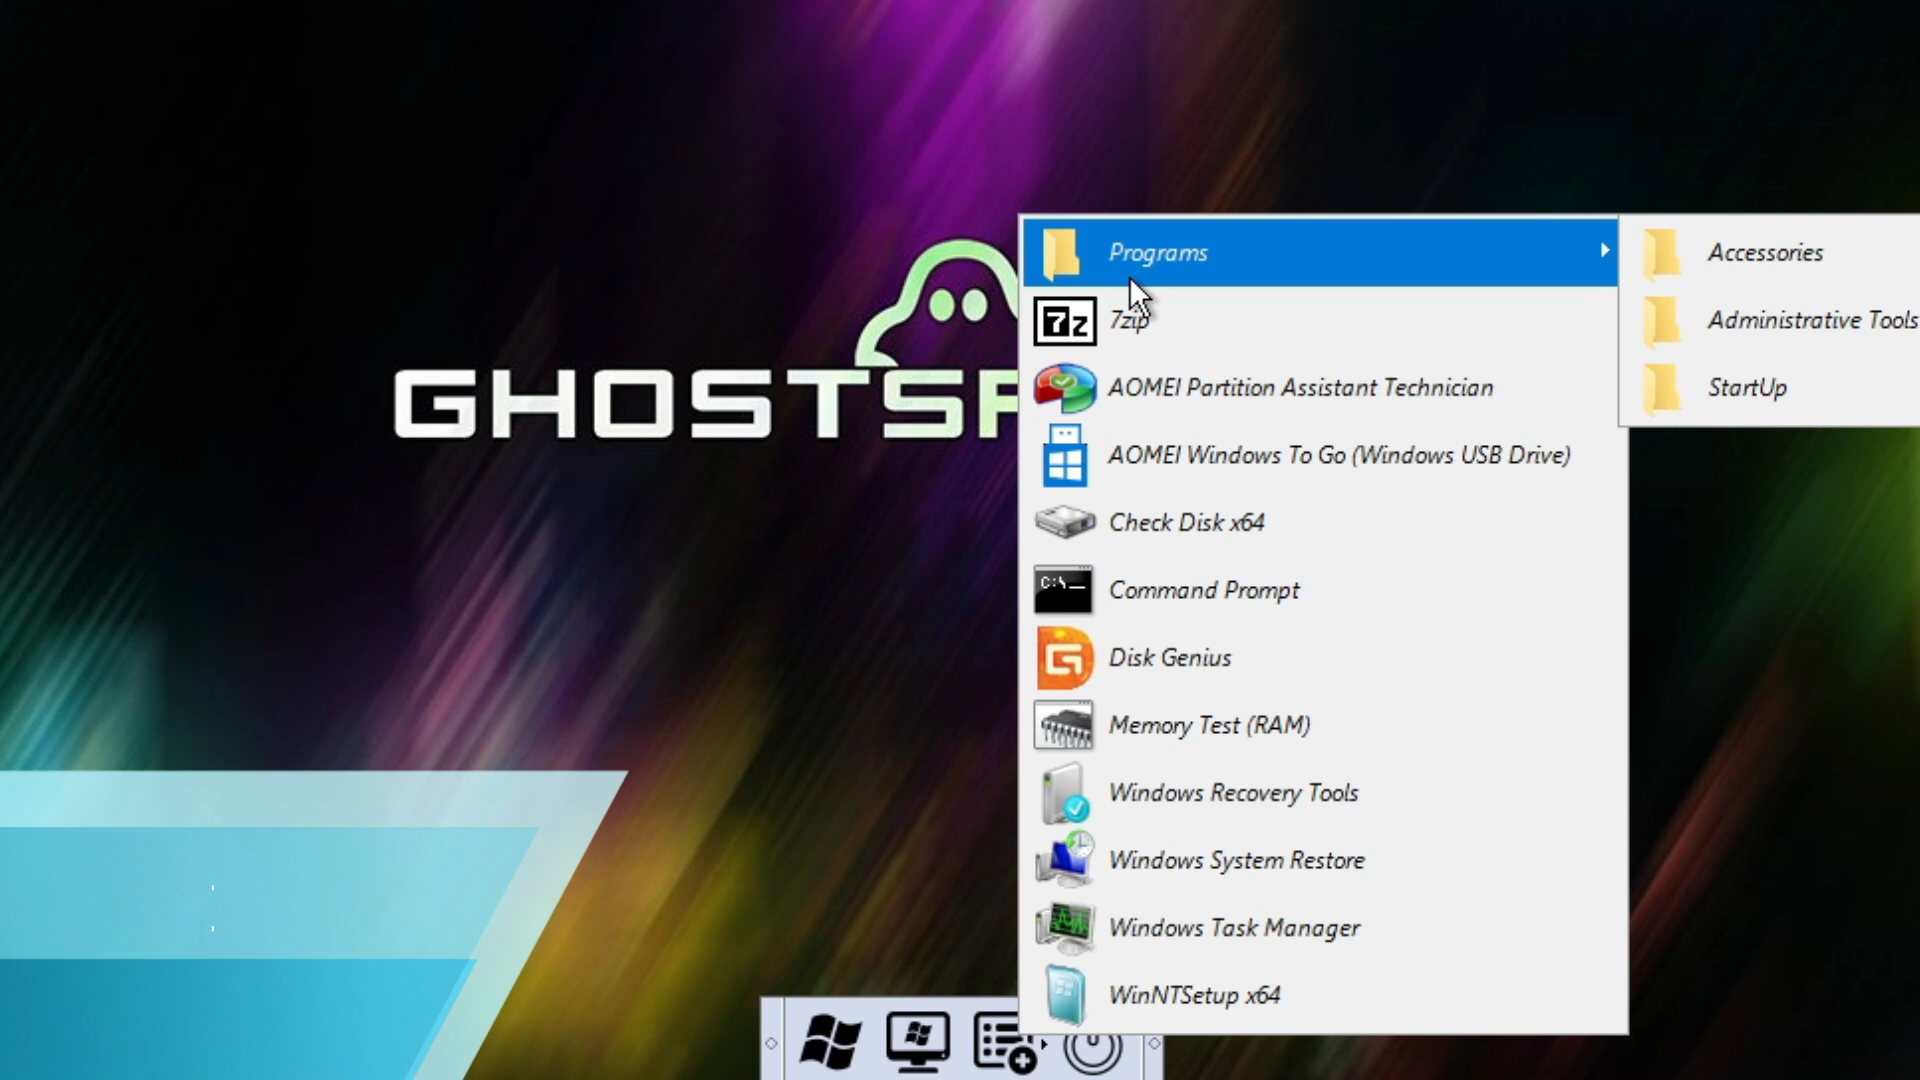 GHOSTS
Programs
7zip
AOMEI Partition Assistant Technician
AOMEI Windows To Go (Windows USB Drive)
Check Disk x64
Command Prompt
Disk Genius
Memory Test (RAM)
Windows Recovery Tools
Windows System Restore
Windows Task Manager
WinNTSetup x64
Accessories
Administrative Tools
StartUp
7z
C:\_